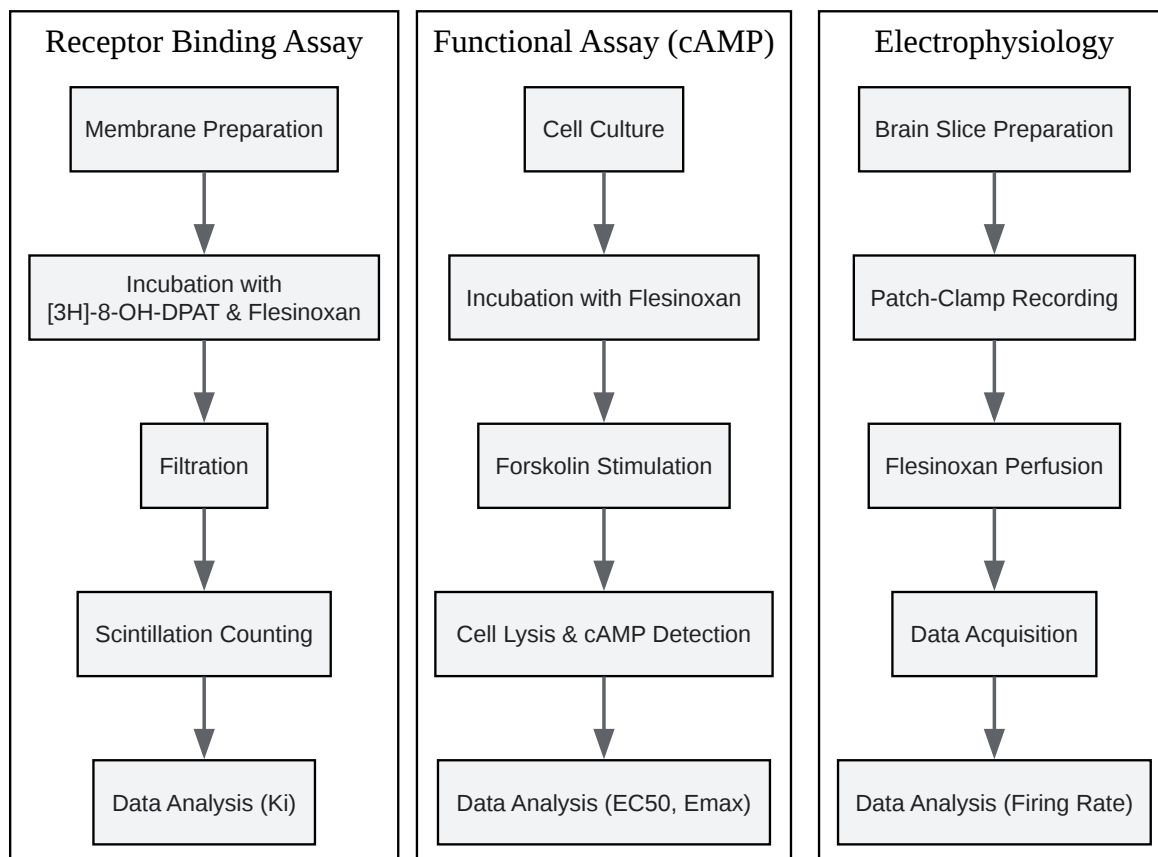 Receptor Binding Assay
Membrane Preparation
Incubation with
[3H]-8-OH-DPAT & Flesinoxan
Filtration
Scintillation Counting
Data Analysis (Ki)
Functional Assay (cAMP)
Cell Culture
Incubation with Flesinoxan
Forskolin Stimulation
Cell Lysis & cAMP Detection
Data Analysis (EC50, Emax)
Electrophysiology
Brain Slice Preparation
Patch-Clamp Recording
Flesinoxan Perfusion
Data Acquisition
Data Analysis (Firing Rate)